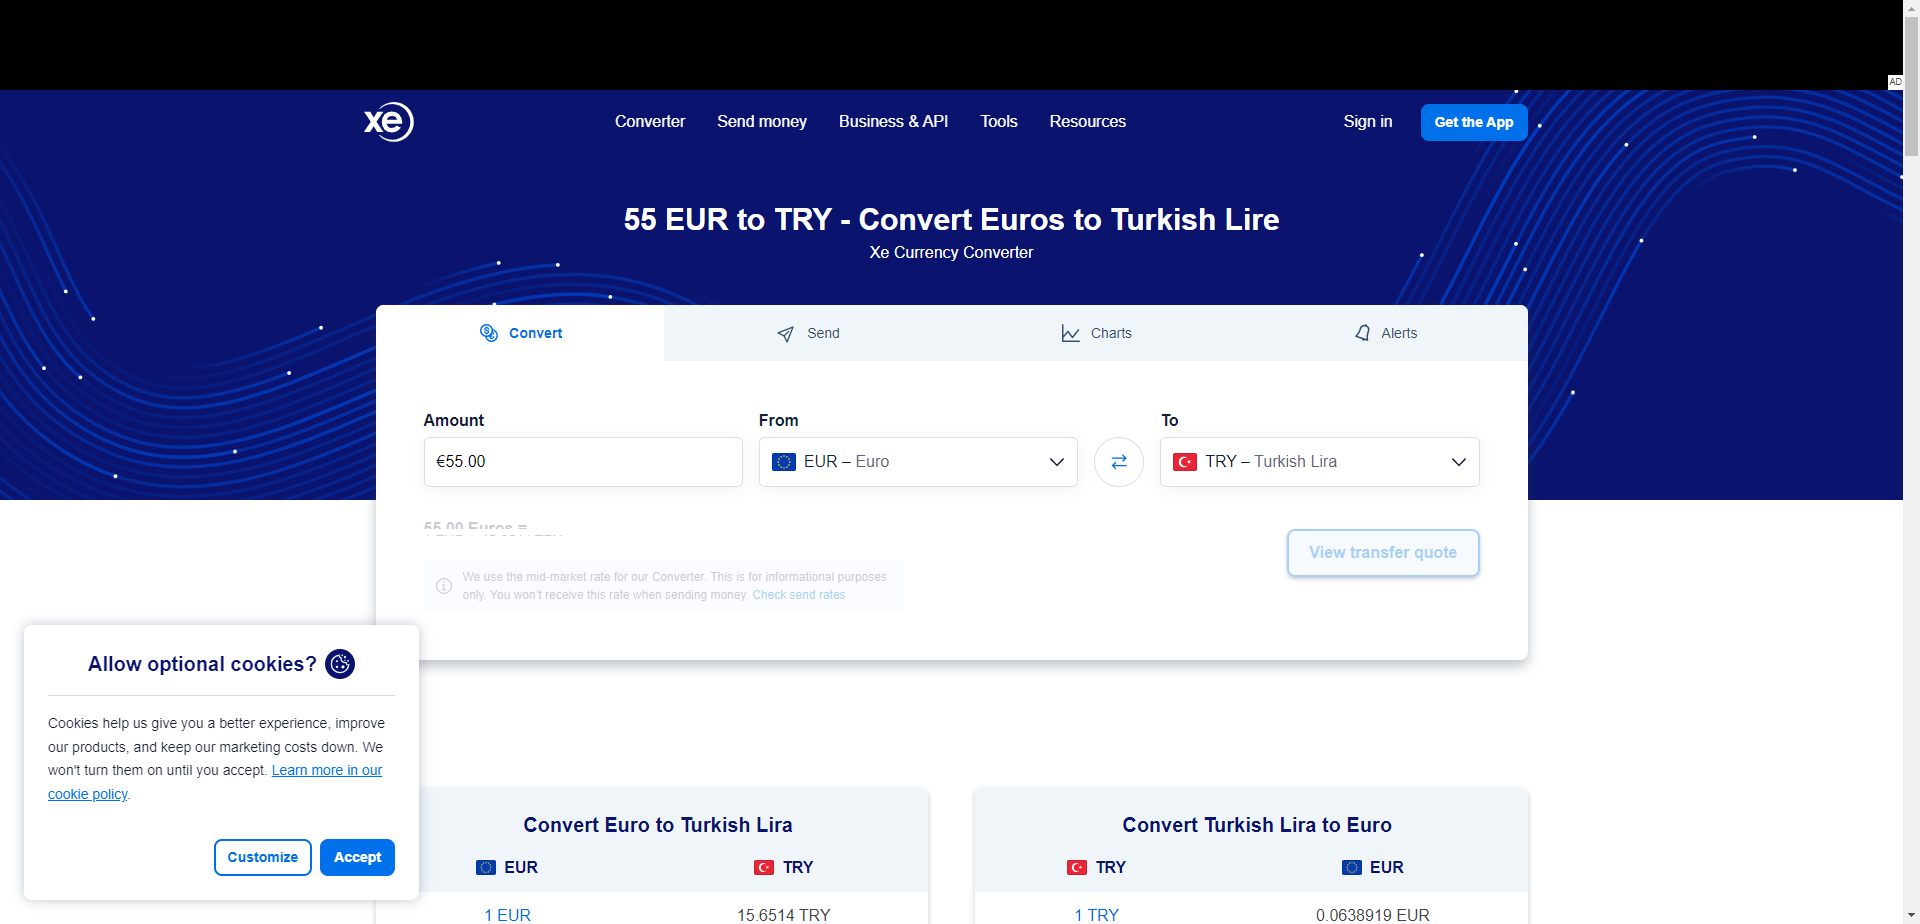 AD
xe
Converter Send money Business & API Tools Resources Sign in Get the App
55 EUR to TRY - Convert Euros to Turkish Lire
Xe Currency Converter
Convert Send Charts Alerts
Amount From To
€55.00 EUR – Euro TRY – Turkish Lira
55.00 Euros =
View transfer quote
We use the mid-market rate for our Converter. This is for informational purposes
only. You won't receive this rate when sending money. Check send rates
Allow optional cookies?
Cookies help us give you a better experience, improve
our products, and keep our marketing costs down. We
won't turn them on until you accept. Learn more in our
cookie policy.
Customize Accept
Convert Euro to Turkish Lira
EUR TRY
1 EUR 15.6514 TRY
Convert Turkish Lira to Euro
TRY EUR
1 TRY 0.0638919 EUR